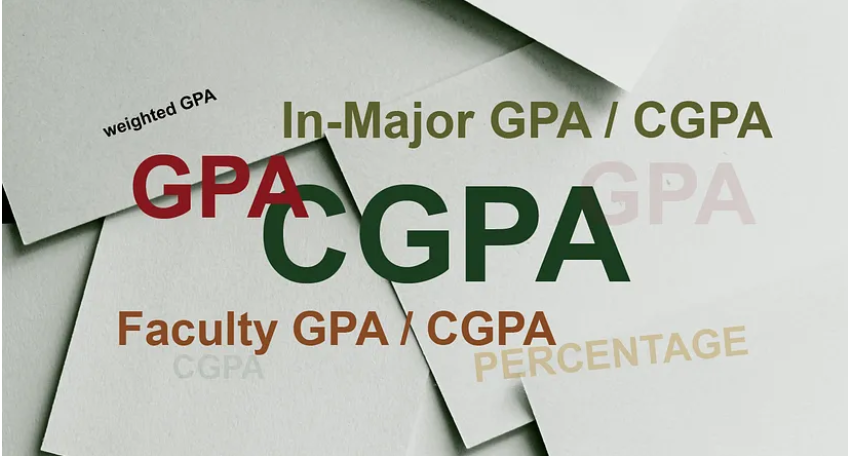 weighted GPA
In-Major GPA / CGPA
GPA
GPA
CGPA
Faculty GPA / CGPA
CGPA
PERCENTAGE